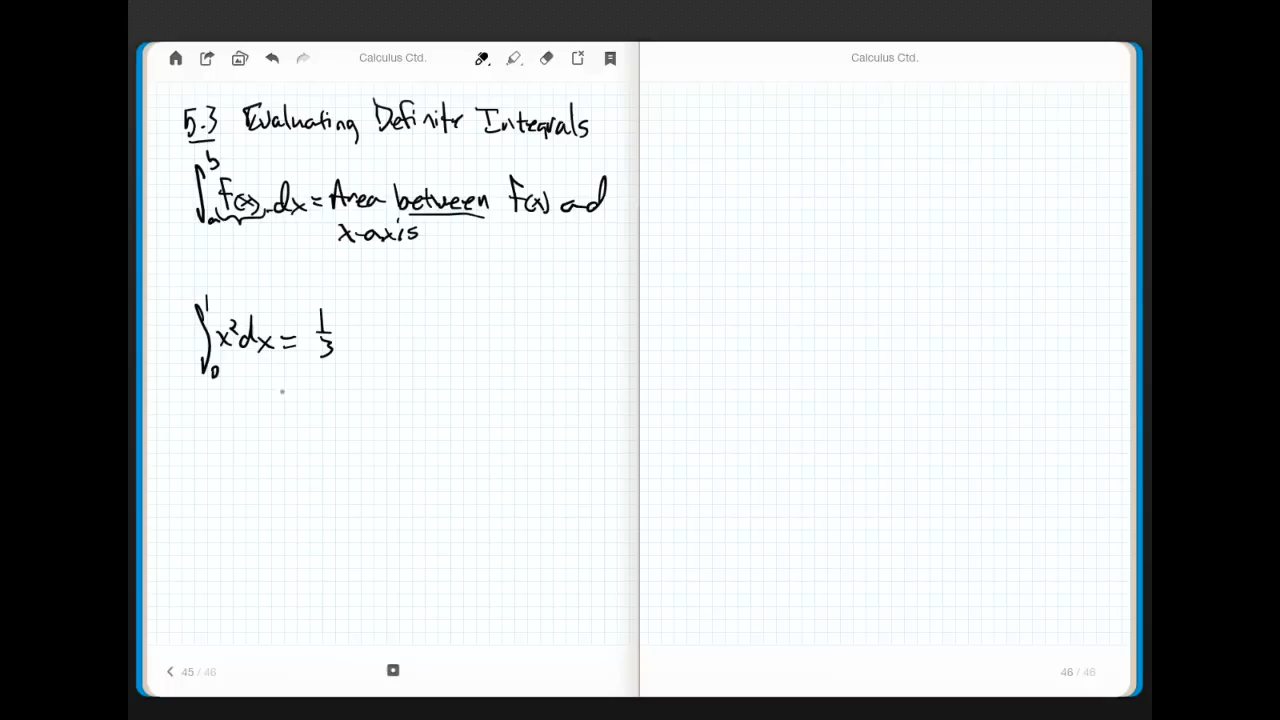 Calculus Ctd.
5.3 Evaluating Definite Integrals
∫ₐᵇ f(x) dx = Area between f(x) and
x-axis
∫₀¹ x² dx = 1/3
45 / 46
Calculus Ctd.
46 / 46